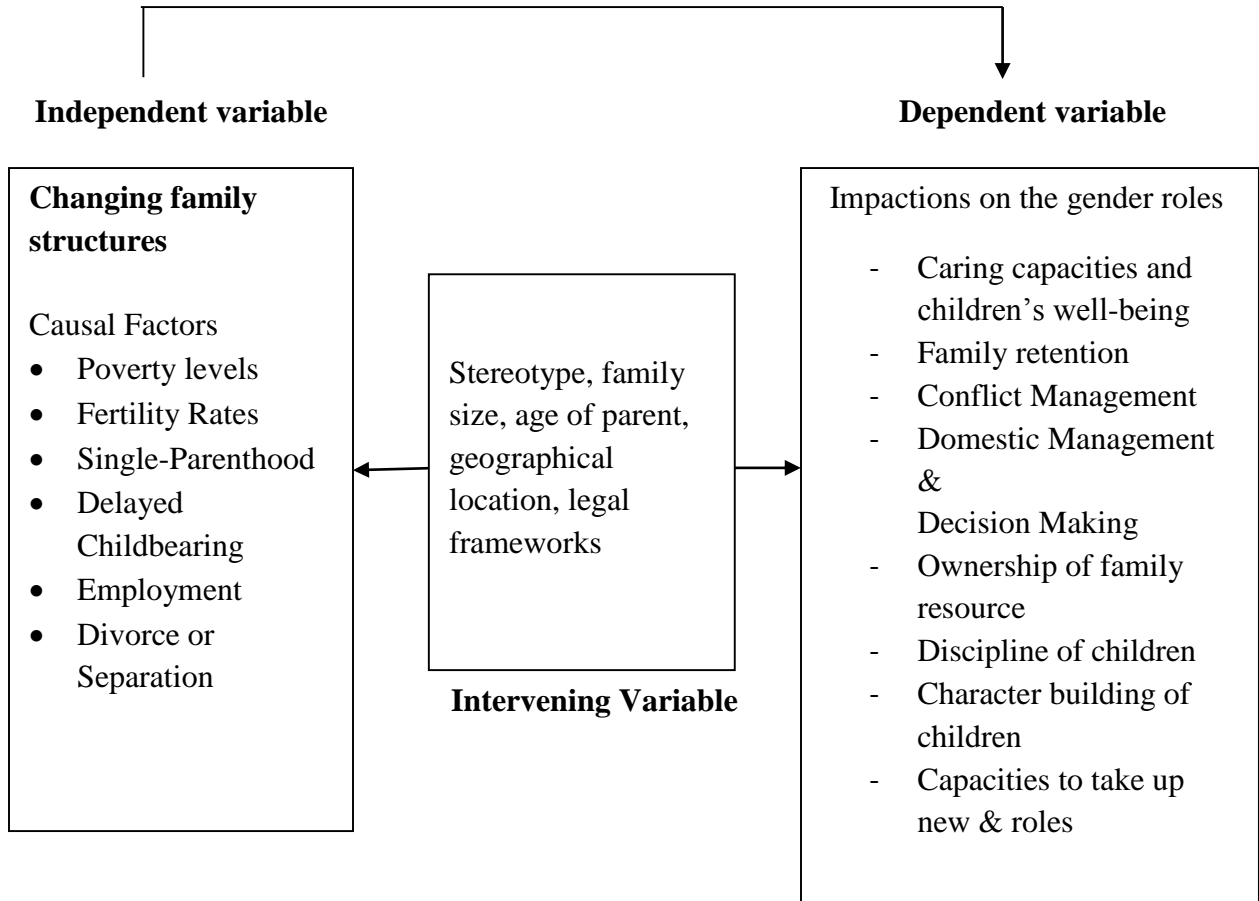 Independent variable
Dependent variable
Changing family
structures
Causal Factors
• Poverty levels
• Fertility Rates
• Single-Parenthood
• Delayed
Childbearing
• Employment
• Divorce or
Separation
Stereotype, family
size, age of parent,
geographical
location, legal
frameworks
Intervening Variable
Impactions on the gender roles
- Caring capacities and
children’s well-being
- Family retention
- Conflict Management
- Domestic Management
&
Decision Making
- Ownership of family
resource
- Discipline of children
- Character building of
children
- Capacities to take up
new & roles